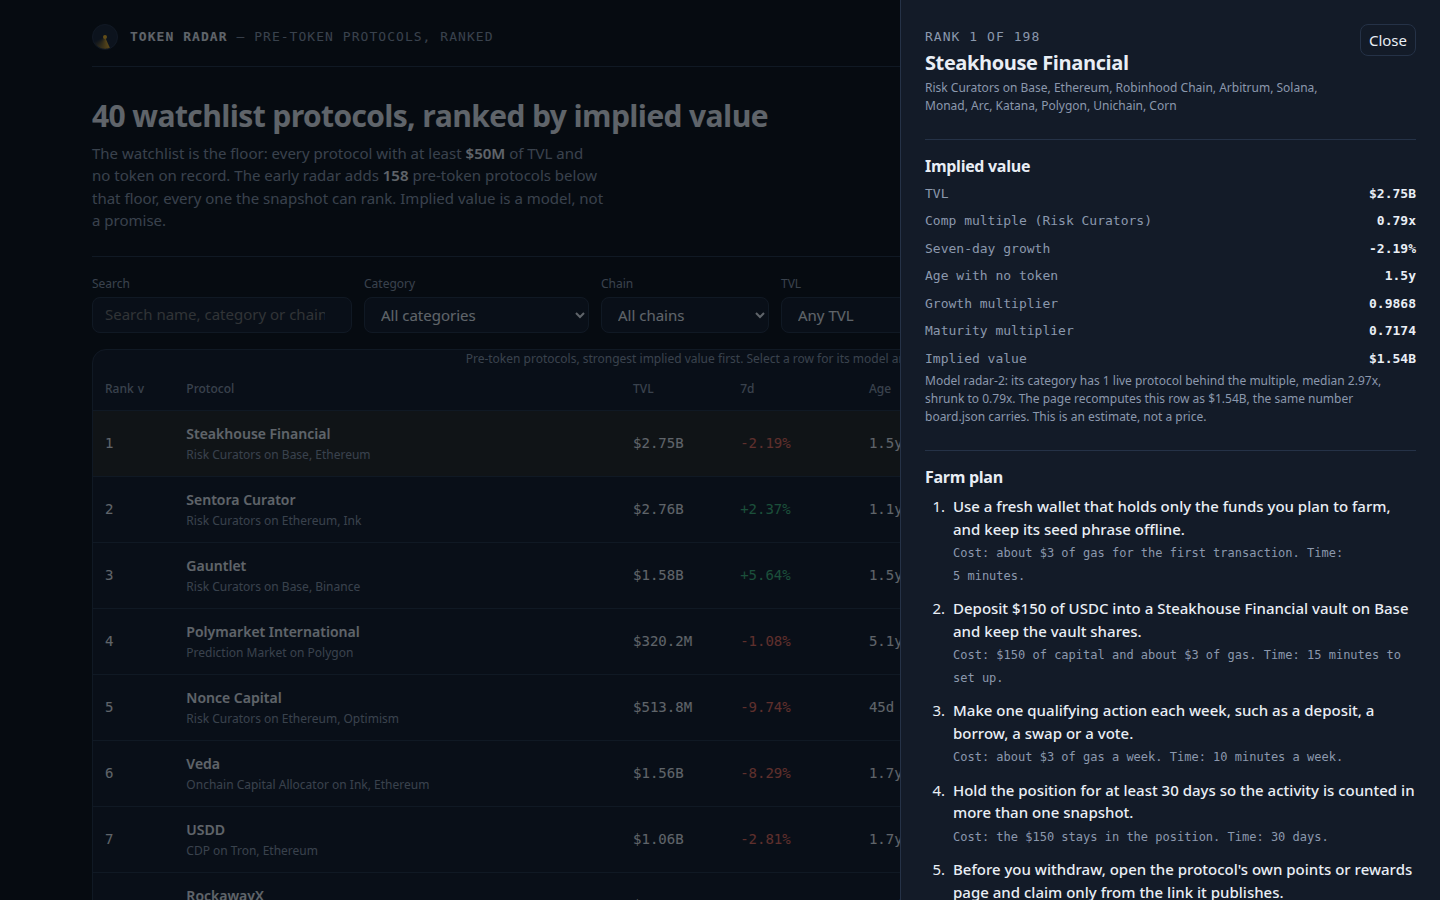 TOKEN RADAR — PRE-TOKEN PROTOCOLS, RANKED
40 watchlist protocols, ranked by implied value
The watchlist is the floor: every protocol with at least $50M of TVL and
no token on record. The early radar adds 158 pre-token protocols below
that floor, every one the snapshot can rank. Implied value is a model, not
a promise.
Search Category Chain TVL
Search name, category or chain All categories All chains Any TVL
Pre-token protocols, strongest implied value first. Select a row for its model a
Rank v Protocol TVL 7d Age
1 Steakhouse Financial $2.75B -2.19% 1.5y
Risk Curators on Base, Ethereum
2 Sentora Curator $2.76B +2.37% 1.1y
Risk Curators on Ethereum, Ink
3 Gauntlet $1.58B +5.64% 1.5y
Risk Curators on Base, Binance
4 Polymarket International $320.2M -1.08% 5.1y
Prediction Market on Polygon
5 Nonce Capital $513.8M -9.74% 45d
Risk Curators on Ethereum, Optimism
6 Veda $1.56B -8.29% 1.7y
Onchain Capital Allocator on Ink, Ethereum
7 USDD $1.06B -2.81% 1.7y
CDP on Tron, Ethereum
RockawayX
RANK 1 OF 198
Close
Steakhouse Financial
Risk Curators on Base, Ethereum, Robinhood Chain, Arbitrum, Solana,
Monad, Arc, Katana, Polygon, Unichain, Corn
Implied value
TVL $2.75B
Comp multiple (Risk Curators) 0.79x
Seven-day growth -2.19%
Age with no token 1.5y
Growth multiplier 0.9868
Maturity multiplier 0.7174
Implied value $1.54B
Model radar-2: its category has 1 live protocol behind the multiple, median 2.97x,
shrunk to 0.79x. The page recomputes this row as $1.54B, the same number
board.json carries. This is an estimate, not a price.
Farm plan
1. Use a fresh wallet that holds only the funds you plan to farm,
and keep its seed phrase offline.
Cost: about $3 of gas for the first transaction. Time:
5 minutes.
2. Deposit $150 of USDC into a Steakhouse Financial vault on Base
and keep the vault shares.
Cost: $150 of capital and about $3 of gas. Time: 15 minutes to
set up.
3. Make one qualifying action each week, such as a deposit, a
borrow, a swap or a vote.
Cost: about $3 of gas a week. Time: 10 minutes a week.
4. Hold the position for at least 30 days so the activity is counted in
more than one snapshot.
Cost: the $150 stays in the position. Time: 30 days.
5. Before you withdraw, open the protocol's own points or rewards
page and claim only from the link it publishes.